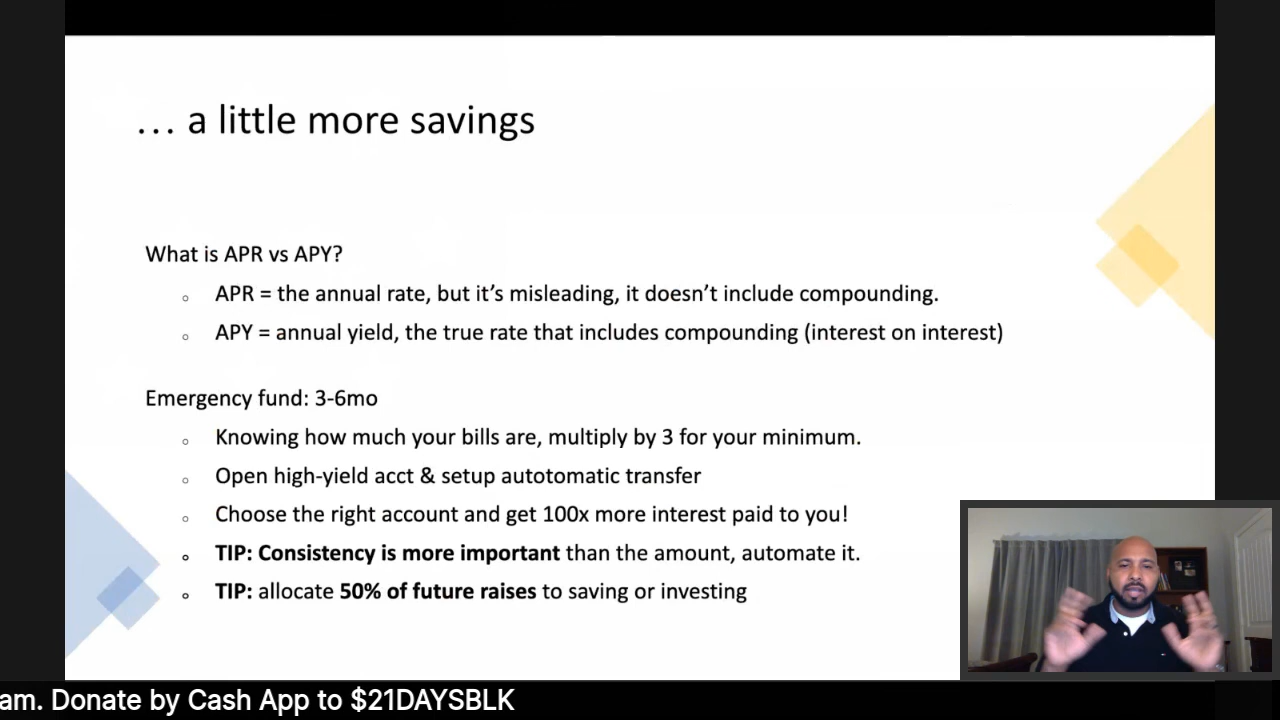 ... a little more savings
What is APR vs APY?
○ APR = the annual rate, but it’s misleading, it doesn’t include compounding.
○ APY = annual yield, the true rate that includes compounding (interest on interest)
Emergency fund: 3-6mo
○ Knowing how much your bills are, multiply by 3 for your minimum.
○ Open high-yield acct & setup autotomatic transfer
○ Choose the right account and get 100x more interest paid to you!
○ TIP: Consistency is more important than the amount, automate it.
○ TIP: allocate 50% of future raises to saving or investing
am. Donate by Cash App to $21DAYSBLK